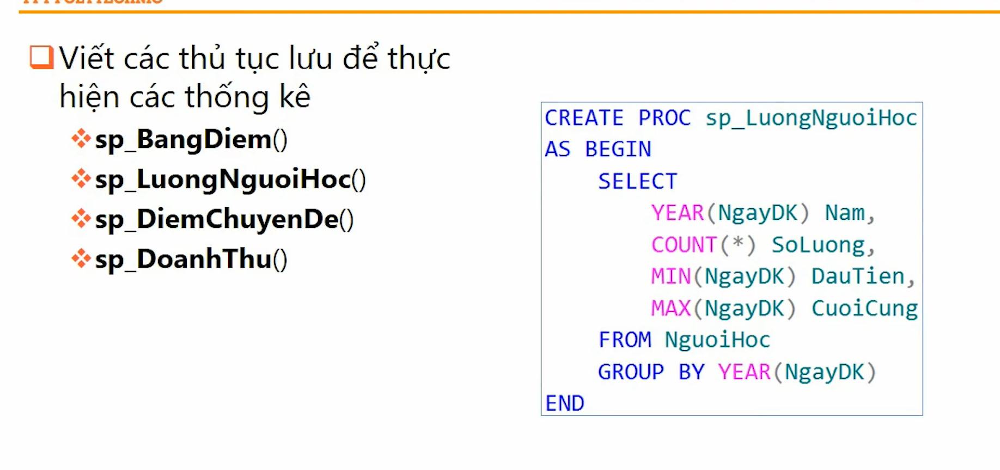 Viết các thủ tục lưu để thực
hiện các thống kê
sp_BangDiem()
sp_LuongNguoiHoc()
sp_DiemChuyenDe()
sp_DoanhThu()
CREATE PROC sp_LuongNguoiHoc
AS BEGIN
SELECT
YEAR(NgayDK) Nam,
COUNT(*) SoLuong,
MIN(NgayDK) DauTien,
MAX(NgayDK) CuoiCung
FROM NguoiHoc
GROUP BY YEAR(NgayDK)
END